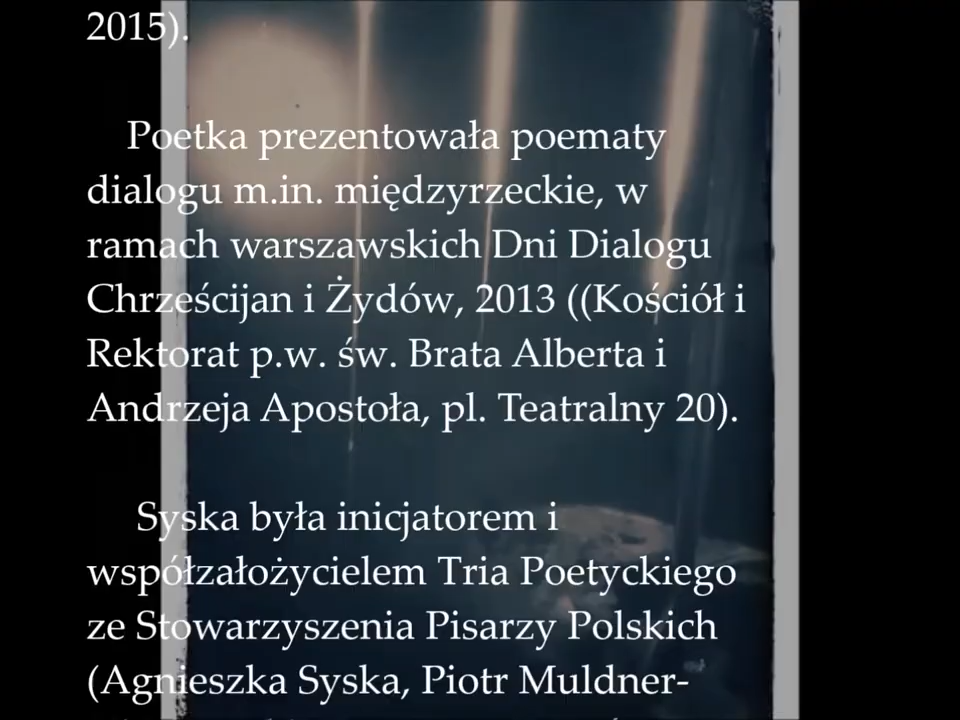 2015).
Poetka prezentowała poematy
dialogu m.in. międzyrzeckie, w
ramach warszawskich Dni Dialogu
Chrześcijan i Żydów, 2013 ((Kościół i
Rektorat p.w. św. Brata Alberta i
Andrzeja Apostoła, pl. Teatralny 20).
Syska była inicjatorem i
współzałożycielem Tria Poetyckiego
ze Stowarzyszenia Pisarzy Polskich
(Agnieszka Syska, Piotr Muldner-